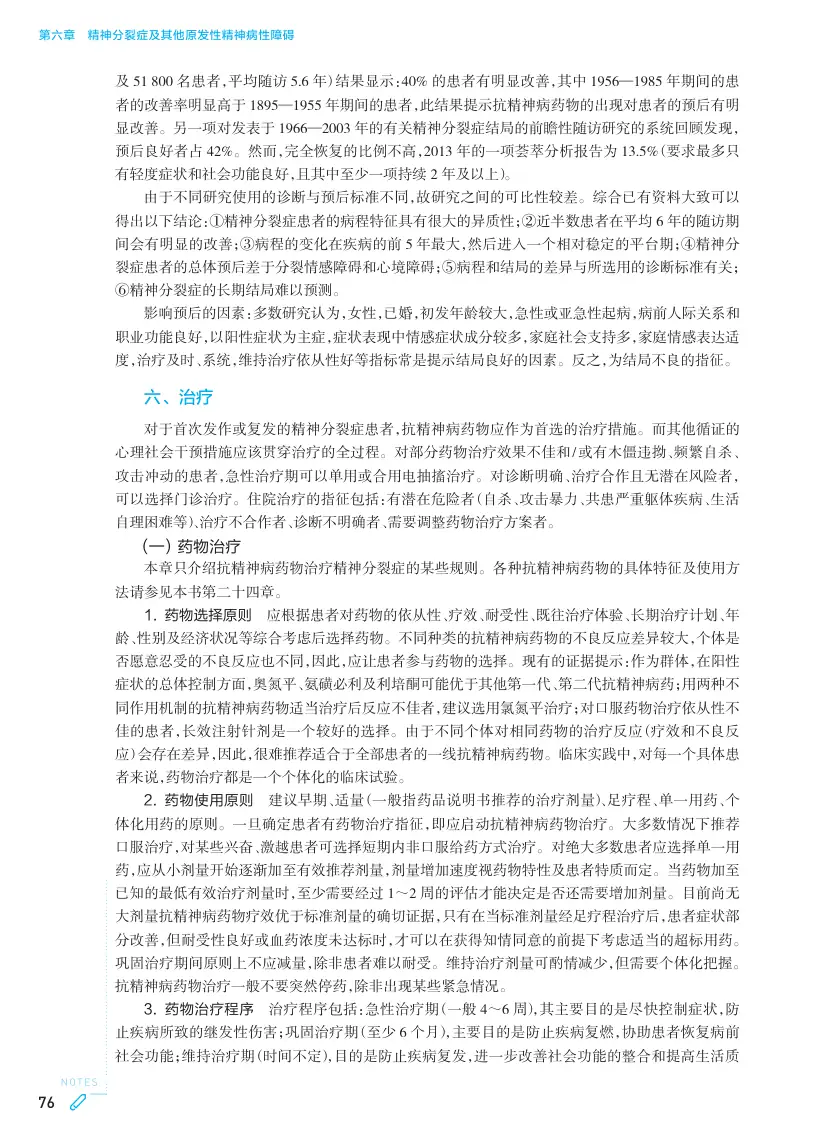 第六章　精神分裂症及其他原发性精神病性障碍
及 51 800 名患者，平均随访 5.6 年）结果显示：40% 的患者有明显改善，其中 1956—1985 年期间的患
者的改善率明显高于 1895—1955 年期间的患者，此结果提示抗精神病药物的出现对患者的预后有明
显改善。另一项对发表于 1966—2003 年的有关精神分裂症结局的前瞻性随访研究的系统回顾发现，
预后良好者占 42%。然而，完全恢复的比例不高，2013 年的一项荟萃分析报告为 13.5%（要求最多只
有轻度症状和社会功能良好，且其中至少一项持续 2 年及以上）。
由于不同研究使用的诊断与预后标准不同，故研究之间的可比性较差。综合已有资料大致可以
得出以下结论：①精神分裂症患者的病程特征具有很大的异质性；②近半数患者在平均 6 年的随访期
间会有明显的改善；③病程的变化在疾病的前 5 年最大，然后进入一个相对稳定的平台期；④精神分
裂症患者的总体预后差于分裂情感障碍和心境障碍；⑤病程和结局的差异与所选用的诊断标准有关；
⑥精神分裂症的长期结局难以预测。
影响预后的因素：多数研究认为，女性，已婚，初发年龄较大，急性或亚急性起病，病前人际关系和
职业功能良好，以阳性症状为主症，症状表现中情感症状成分较多，家庭社会支持多，家庭情感表达适
度，治疗及时、系统，维持治疗依从性好等指标常是提示结局良好的因素。反之，为结局不良的指征。
六、治疗
对于首次发作或复发的精神分裂症患者，抗精神病药物应作为首选的治疗措施。而其他循证的
心理社会干预措施应该贯穿治疗的全过程。对部分药物治疗效果不佳和/或有木僵违拗、频繁自杀、
攻击冲动的患者，急性治疗期可以单用或合用电抽搐治疗。对诊断明确、治疗合作且无潜在风险者，
可以选择门诊治疗。住院治疗的指征包括：有潜在危险者（自杀、攻击暴力、共患严重躯体疾病、生活
自理困难等）、治疗不合作者、诊断不明确者、需要调整药物治疗方案者。
（一）药物治疗
本章只介绍抗精神病药物治疗精神分裂症的某些规则。各种抗精神病药物的具体特征及使用方
法请参见本书第二十四章。
1. 药物选择原则　应根据患者对药物的依从性、疗效、耐受性、既往治疗体验、长期治疗计划、年
龄、性别及经济状况等综合考虑后选择药物。不同种类的抗精神病药物的不良反应差异较大，个体是
否愿意忍受的不良反应也不同，因此，应让患者参与药物的选择。现有的证据提示：作为群体，在阳性
症状的总体控制方面，奥氮平、氨磺必利及利培酮可能优于其他第一代、第二代抗精神病药；用两种不
同作用机制的抗精神病药物适当治疗后反应不佳者，建议选用氯氮平治疗；对口服药物治疗依从性不
佳的患者，长效注射针剂是一个较好的选择。由于不同个体对相同药物的治疗反应（疗效和不良反
应）会存在差异，因此，很难推荐适合于全部患者的一线抗精神病药物。临床实践中，对每一个具体患
者来说，药物治疗都是一个个体化的临床试验。
2. 药物使用原则　建议早期、适量（一般指药品说明书推荐的治疗剂量）、足疗程、单一用药、个
体化用药的原则。一旦确定患者有药物治疗指征，即应启动抗精神病药物治疗。大多数情况下推荐
口服治疗，对某些兴奋、激越患者可选择短期内非口服给药方式治疗。对绝大多数患者应选择单一用
药，应从小剂量开始逐渐加至有效推荐剂量，剂量增加速度视药物特性及患者特质而定。当药物加至
已知的最低有效治疗剂量时，至少需要经过 1～2 周的评估才能决定是否还需要增加剂量。目前尚无
大剂量抗精神病药物疗效优于标准剂量的确切证据，只有在当标准剂量经足疗程治疗后，患者症状部
分改善，但耐受性良好或血药浓度未达标时，才可以在获得知情同意的前提下考虑适当的超标用药。
巩固治疗期间原则上不应减量，除非患者难以耐受。维持治疗剂量可酌情减少，但需要个体化把握。
抗精神病药物治疗一般不要突然停药，除非出现某些紧急情况。
3. 药物治疗程序　治疗程序包括：急性治疗期（一般 4～6 周），其主要目的是尽快控制症状，防
止疾病所致的继发性伤害；巩固治疗期（至少 6 个月），主要目的是防止疾病复燃，协助患者恢复病前
社会功能；维持治疗期（时间不定），目的是防止疾病复发，进一步改善社会功能的整合和提高生活质
NOTES
76